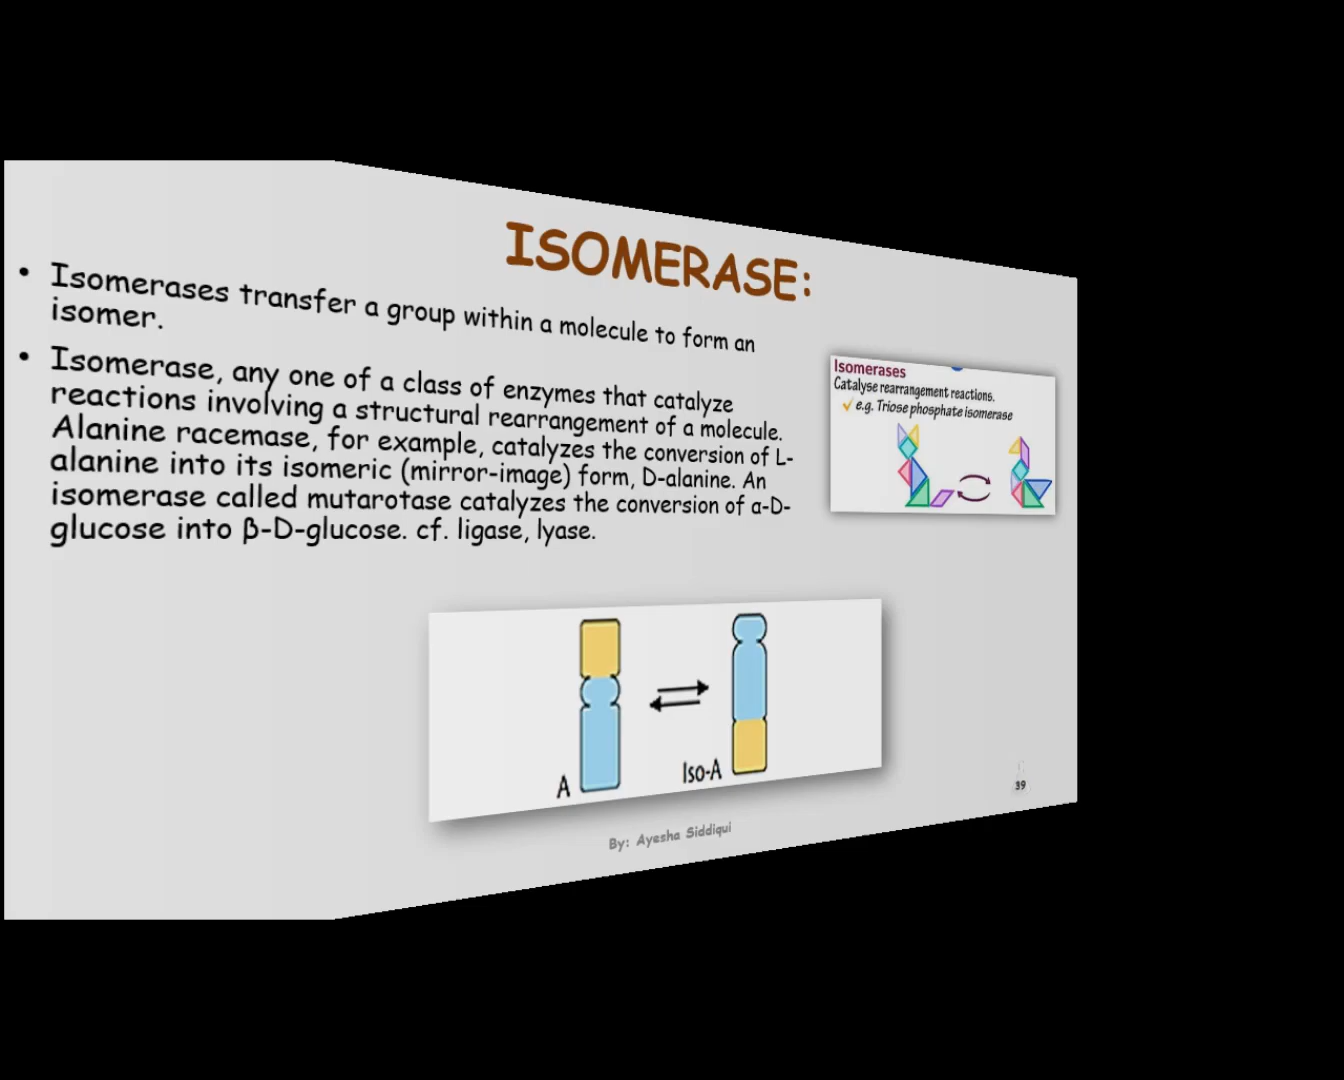 ISOMERASE:
• Isomerases transfer a group within a molecule to form an
isomer.
• Isomerase, any one of a class of enzymes that catalyze
reactions involving a structural rearrangement of a molecule.
Alanine racemase, for example, catalyzes the conversion of L-
alanine into its isomeric (mirror-image) form, D-alanine. An
isomerase called mutarotase catalyzes the conversion of α-D-
glucose into β-D-glucose. cf. ligase, lyase.
Isomerases
Catalyse rearrangement reactions.
✓ e.g. Triose phosphate isomerase
A
Iso-A
39
By: Ayesha Siddiqui